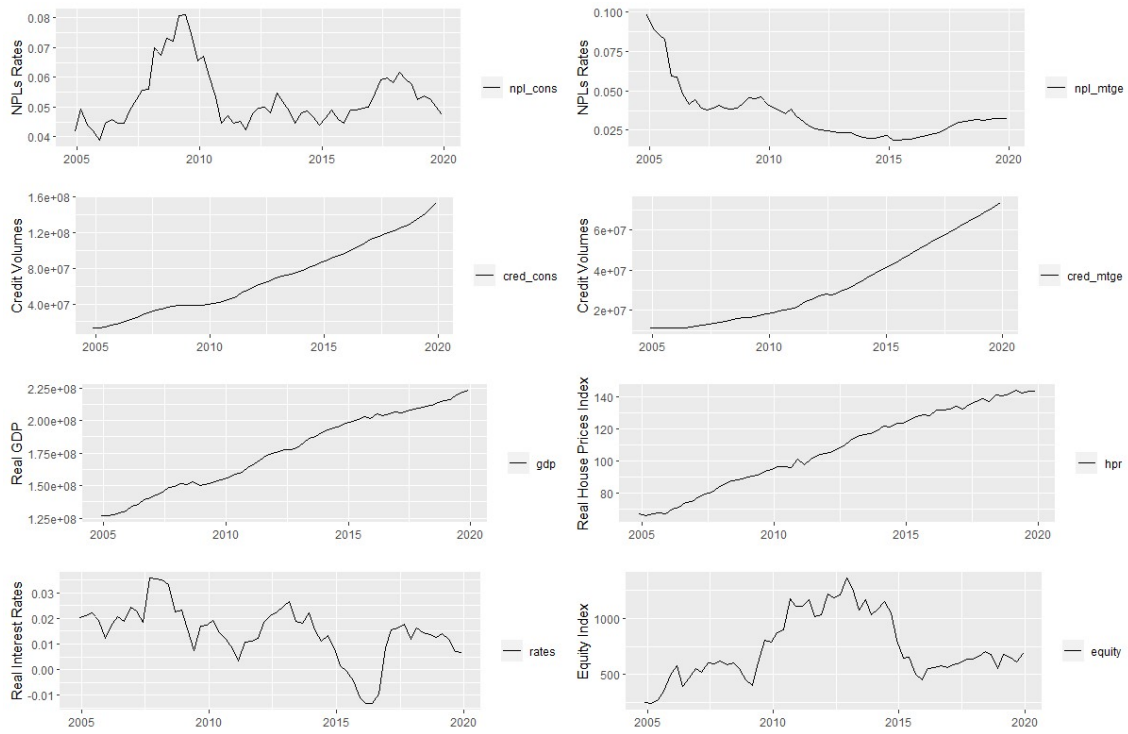 NPLs Rates
0.08
0.07
0.06
0.05
0.04
2005
2010
2015
2020
npl_cons
NPLs Rates
0.100
0.075
0.050
0.025
2005
2010
2015
2020
npl_mtge
Credit Volumes
1.6e+08
1.2e+08
8.0e+07
4.0e+07
2005
2010
2015
2020
cred_cons
Credit Volumes
6e+07
4e+07
2e+07
2005
2010
2015
2020
cred_mtge
Real GDP
2.25e+08
2.00e+08
1.75e+08
1.50e+08
1.25e+08
2005
2010
2015
2020
gdp
Real House Prices Index
140
120
100
80
2005
2010
2015
2020
hpr
Real Interest Rates
0.03
0.02
0.01
0.00
-0.01
2005
2010
2015
2020
rates
Equity Index
1000
500
2005
2010
2015
2020
equity